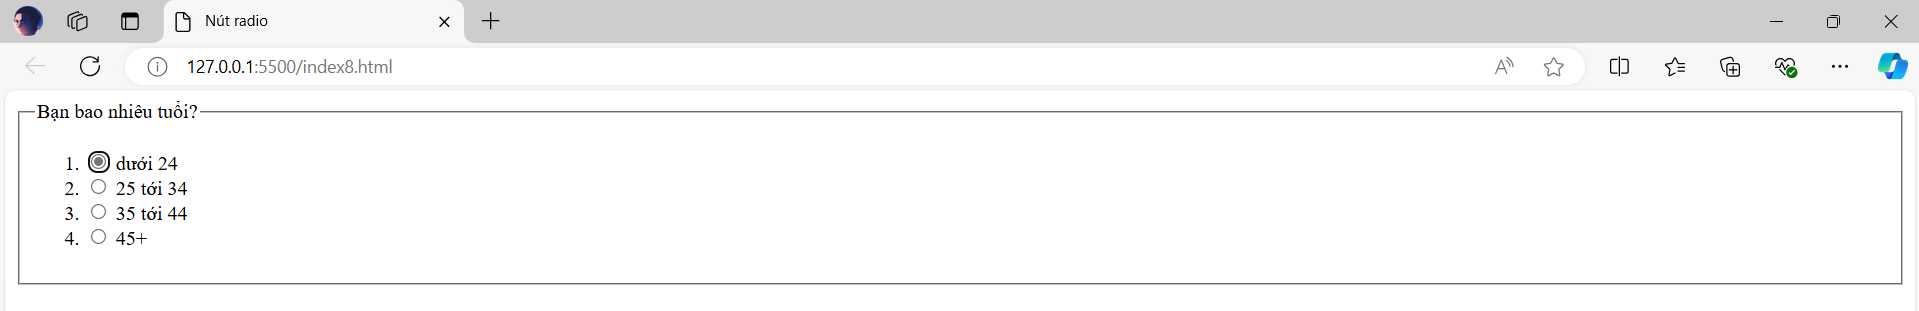 Nút radio
127.0.0.1:5500/index8.html
Bạn bao nhiêu tuổi?
1. dưới 24
2. 25 tới 34
3. 35 tới 44
4. 45+